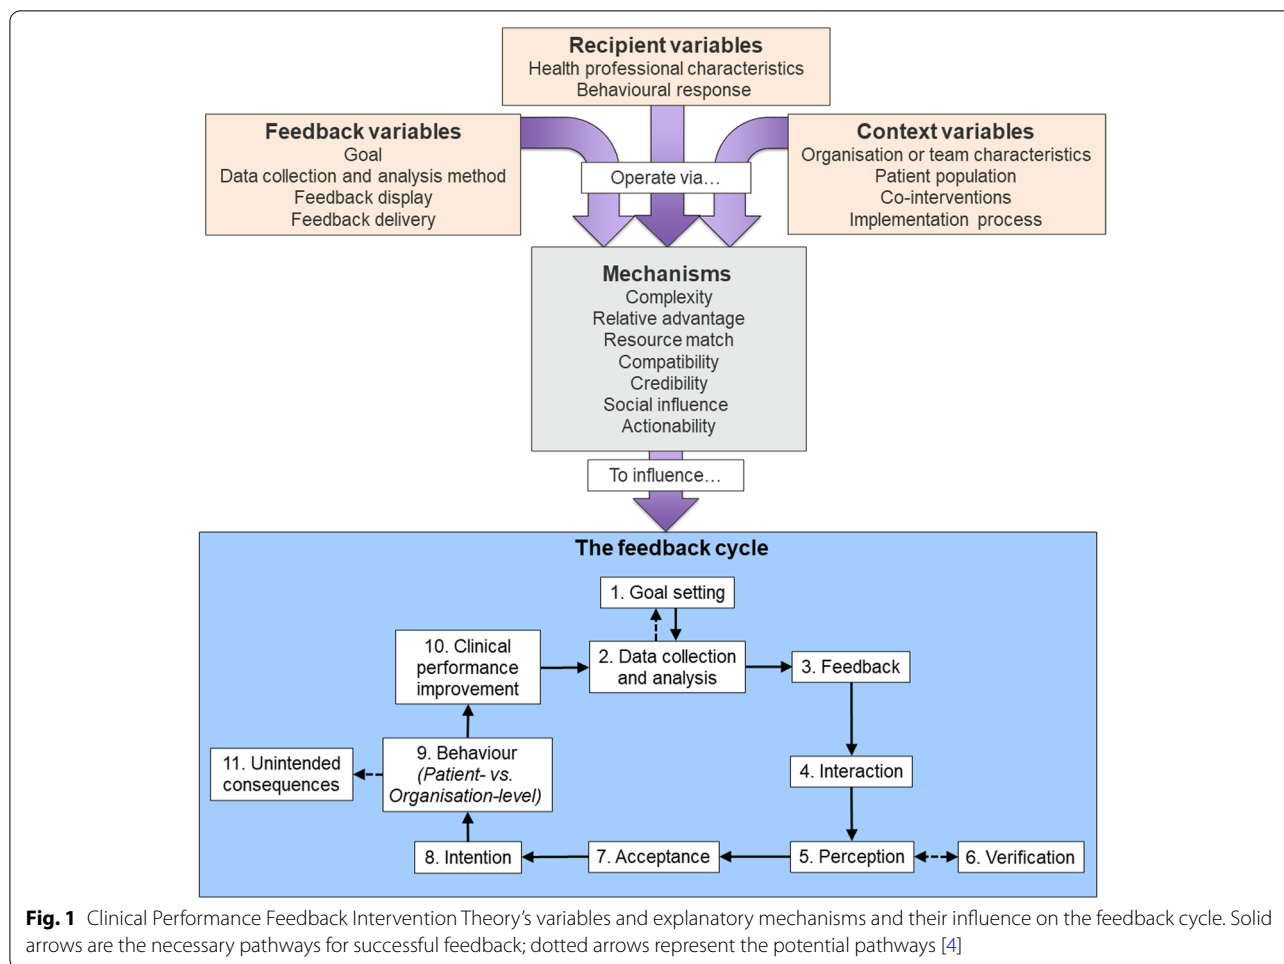 Recipient variables
Health professional characteristics
Behavioural response
Feedback variables
Goal
Data collection and analysis method
Feedback display
Feedback delivery
Context variables
Organisation or team characteristics
Patient population
Co-interventions
Implementation process
Operate via…
Mechanisms
Complexity
Relative advantage
Resource match
Compatibility
Credibility
Social influence
Actionability
To influence…
The feedback cycle
1. Goal setting
2. Data collection
and analysis
3. Feedback
4. Interaction
5. Perception
6. Verification
7. Acceptance
8. Intention
9. Behaviour
(Patient- vs.
Organisation-level)
10. Clinical
performance
improvement
11. Unintended
consequences
Fig. 1 Clinical Performance Feedback Intervention Theory’s variables and explanatory mechanisms and their influence on the feedback cycle. Solid
arrows are the necessary pathways for successful feedback; dotted arrows represent the potential pathways [4]